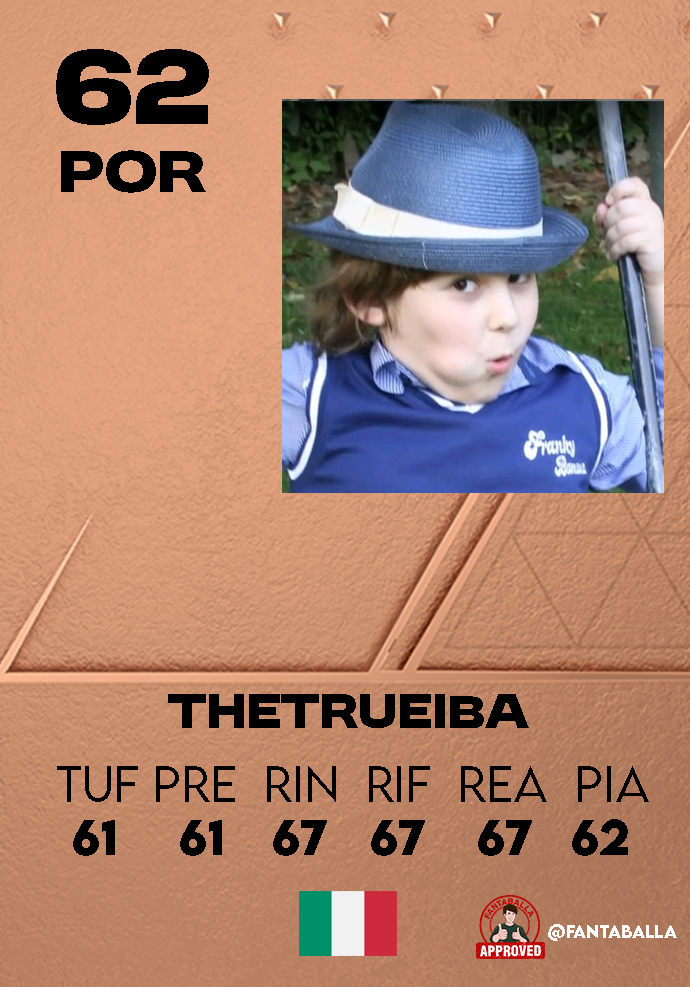 62
POR
Franky
THETRUEIBA
TUF PRE RIN RIF REA PIA
61 61 67 67 67 62
FANTABALLA
APPROVED
@FANTABALLA